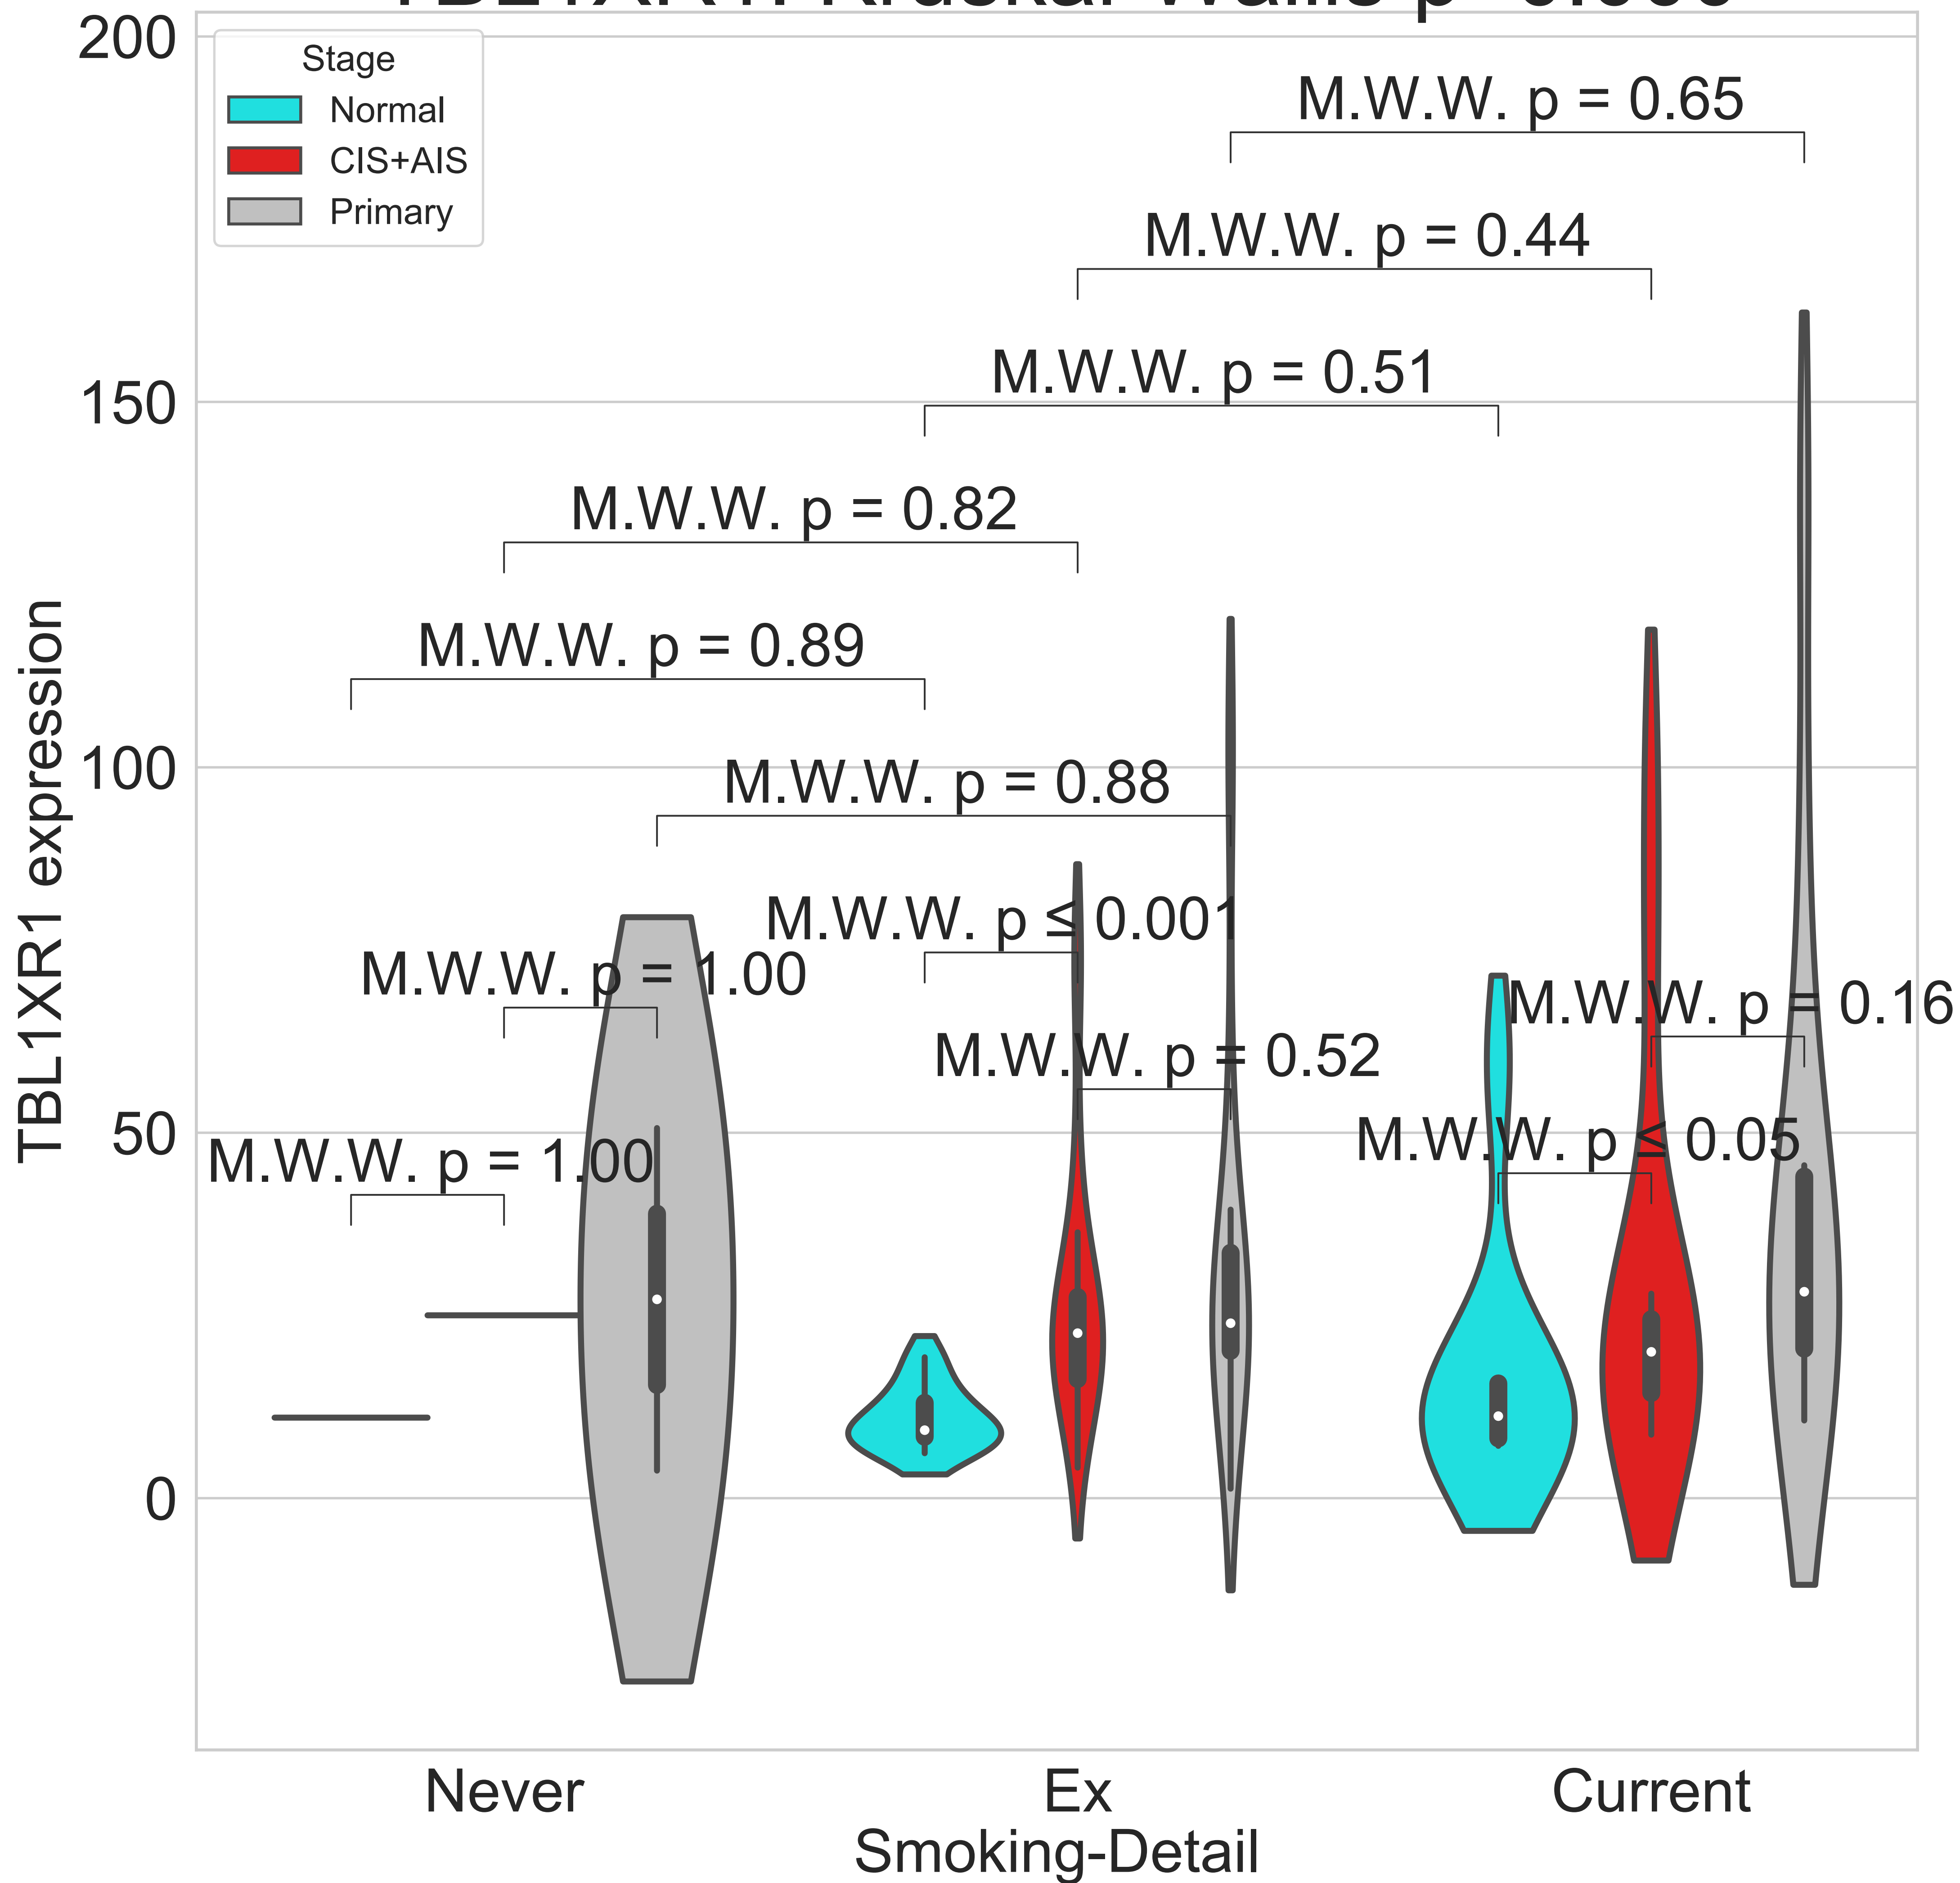 200
Stage
Normal
CIS+AIS
Primary
M.W.W. p = 0.65
M.W.W. p = 0.44
M.W.W. p = 0.51
150
M.W.W. p = 0.82
M.W.W. p = 0.89
M.W.W. p = 0.88
100
M.W.W. p ≤ 0.001
M.W.W. p = 1.00
M.W.W. p = 0.16
M.W.W. p = 0.52
M.W.W. p ≤ 0.05
M.W.W. p = 1.00
50
0
TBL1XR1 expression
Never
Ex
Current
Smoking-Detail